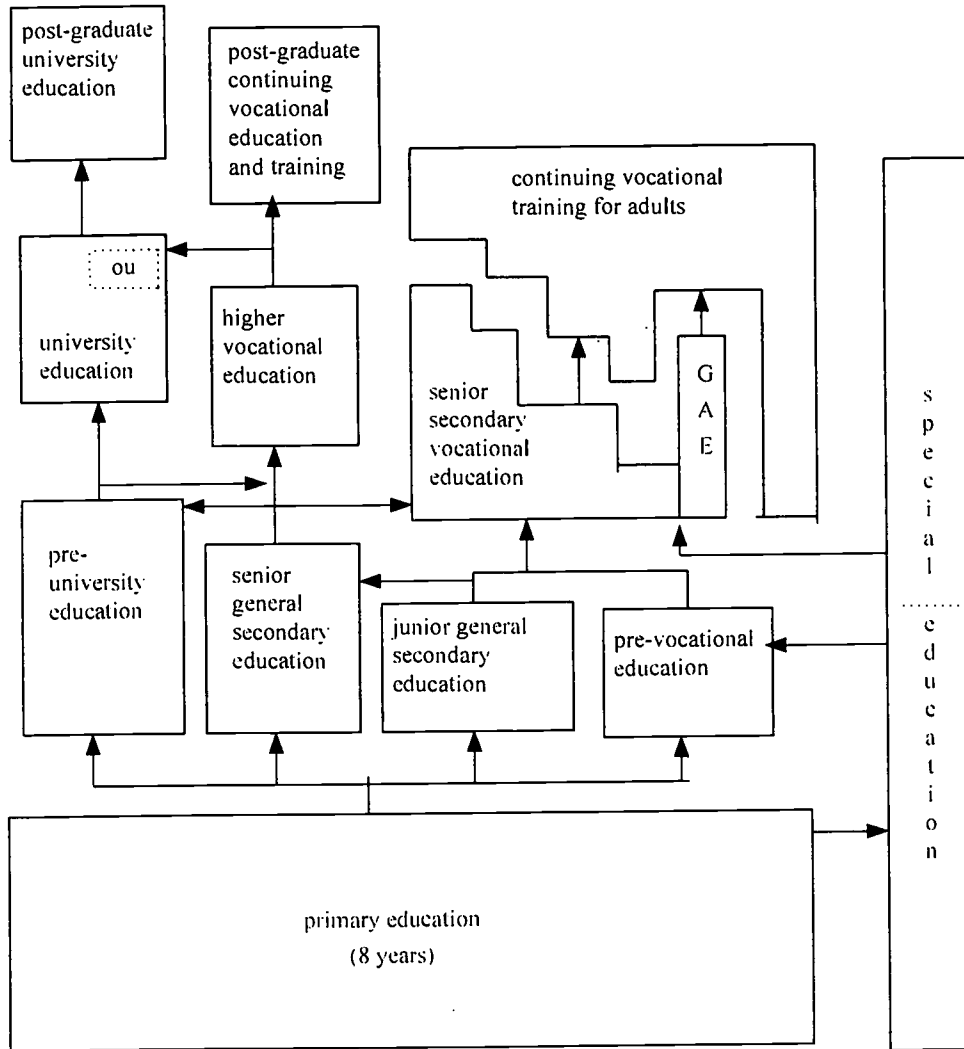 post-graduate
university
education
post-graduate
continuing
vocational
education
and training
continuing vocational
training for adults
ou
university
education
higher
vocational
education
senior
secondary
vocational
education
G
A
E
s
p
e
c
i
a
l
e
d
u
c
a
t
i
o
n
pre-
university
education
senior
general
secondary
education
junior general
secondary
education
pre-vocational
education
primary education
(8 years)